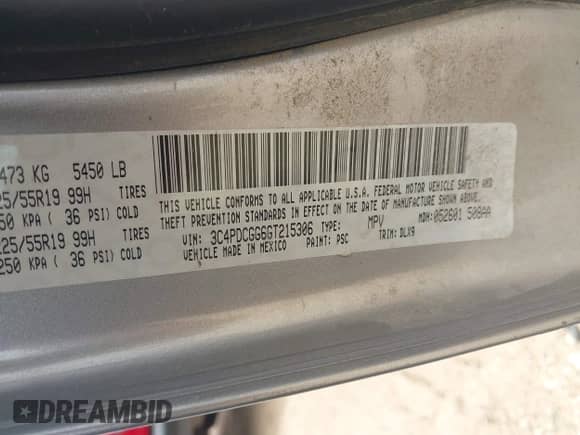 473 KG 5450 LB
25/55R19 99H TIRES
50 KPA ( 36 PSI) COLD
25/55R19 99H TIRES
250 KPA ( 36 PSI) COLD
THIS VEHICLE CONFORMS TO ALL APPLICABLE U.S.A. FEDERAL MOTOR VEHICLE SAFETY AND
THEFT PREVENTION STANDARDS IN EFFECT ON THE DATE OF MANUFACTURE SHOWN ABOVE.
VIN: 3C4PDCGG6GT215306 TYPE: MPV MDH: 052601 508AA
VEHICLE MADE IN MEXICO PAINT: PSC TRIM: DLX9
DREAMBID